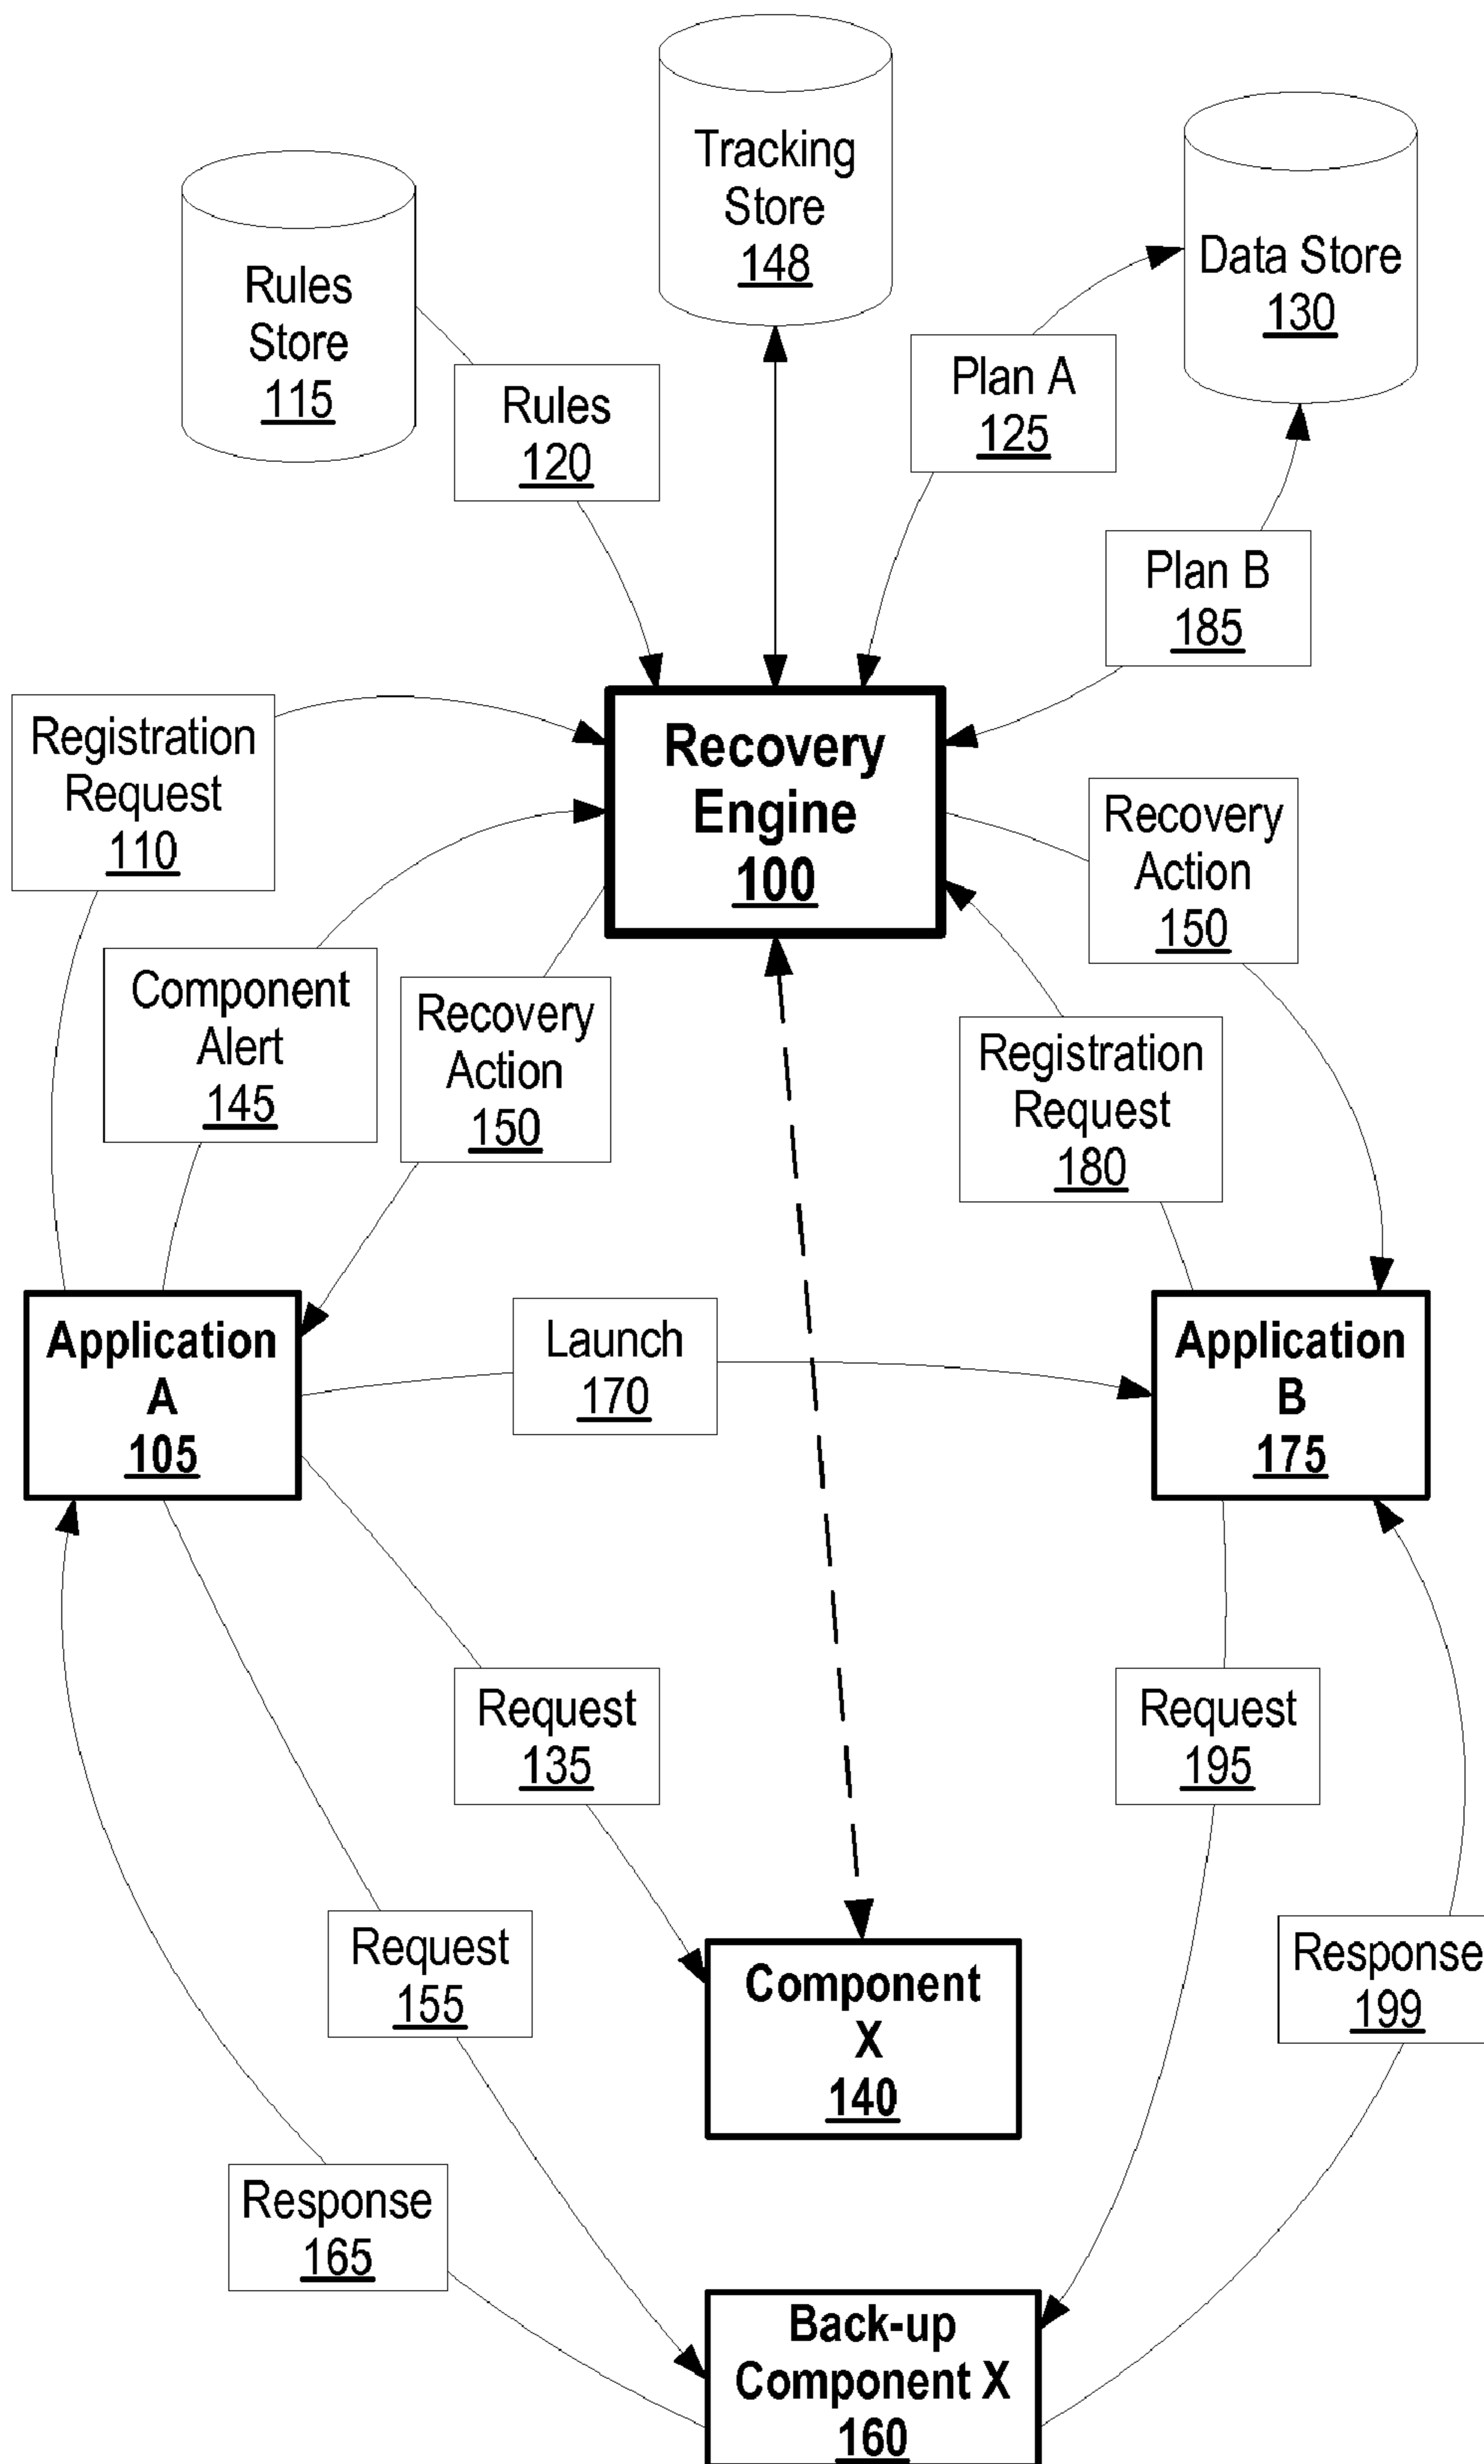 Tracking
Store
148
Data Store
130
Rules
Store
115
Rules
120
Plan A
125
Plan B
185
Registration
Request
110
Recovery
Engine
100
Recovery
Action
150
Component
Alert
145
Recovery
Action
150
Registration
Request
180
Application
A
105
Launch
170
Application
B
175
Request
135
Request
195
Request
155
Component
X
140
Response
199
Response
165
Back-up
Component X
160